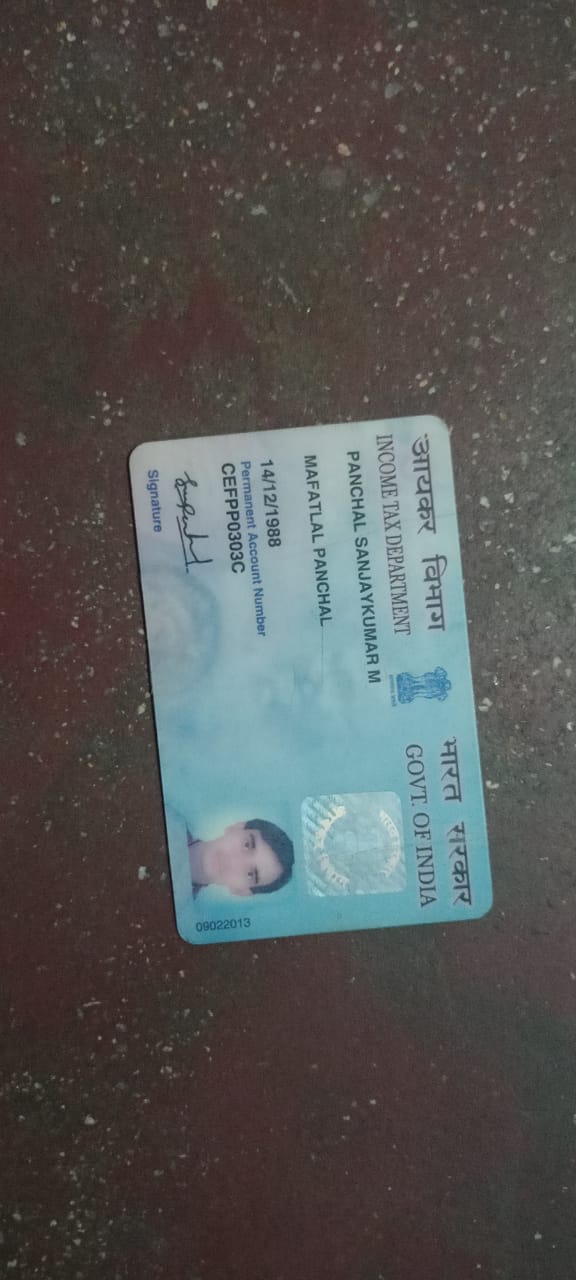 आयकर विभाग
INCOME TAX DEPARTMENT
भारत सरकार
GOVT. OF INDIA
PANCHAL SANJAYKUMAR M
MAFATLAL PANCHAL
14/12/1988
Permanent Account Number
CEFPP0303C
Signature
09022013